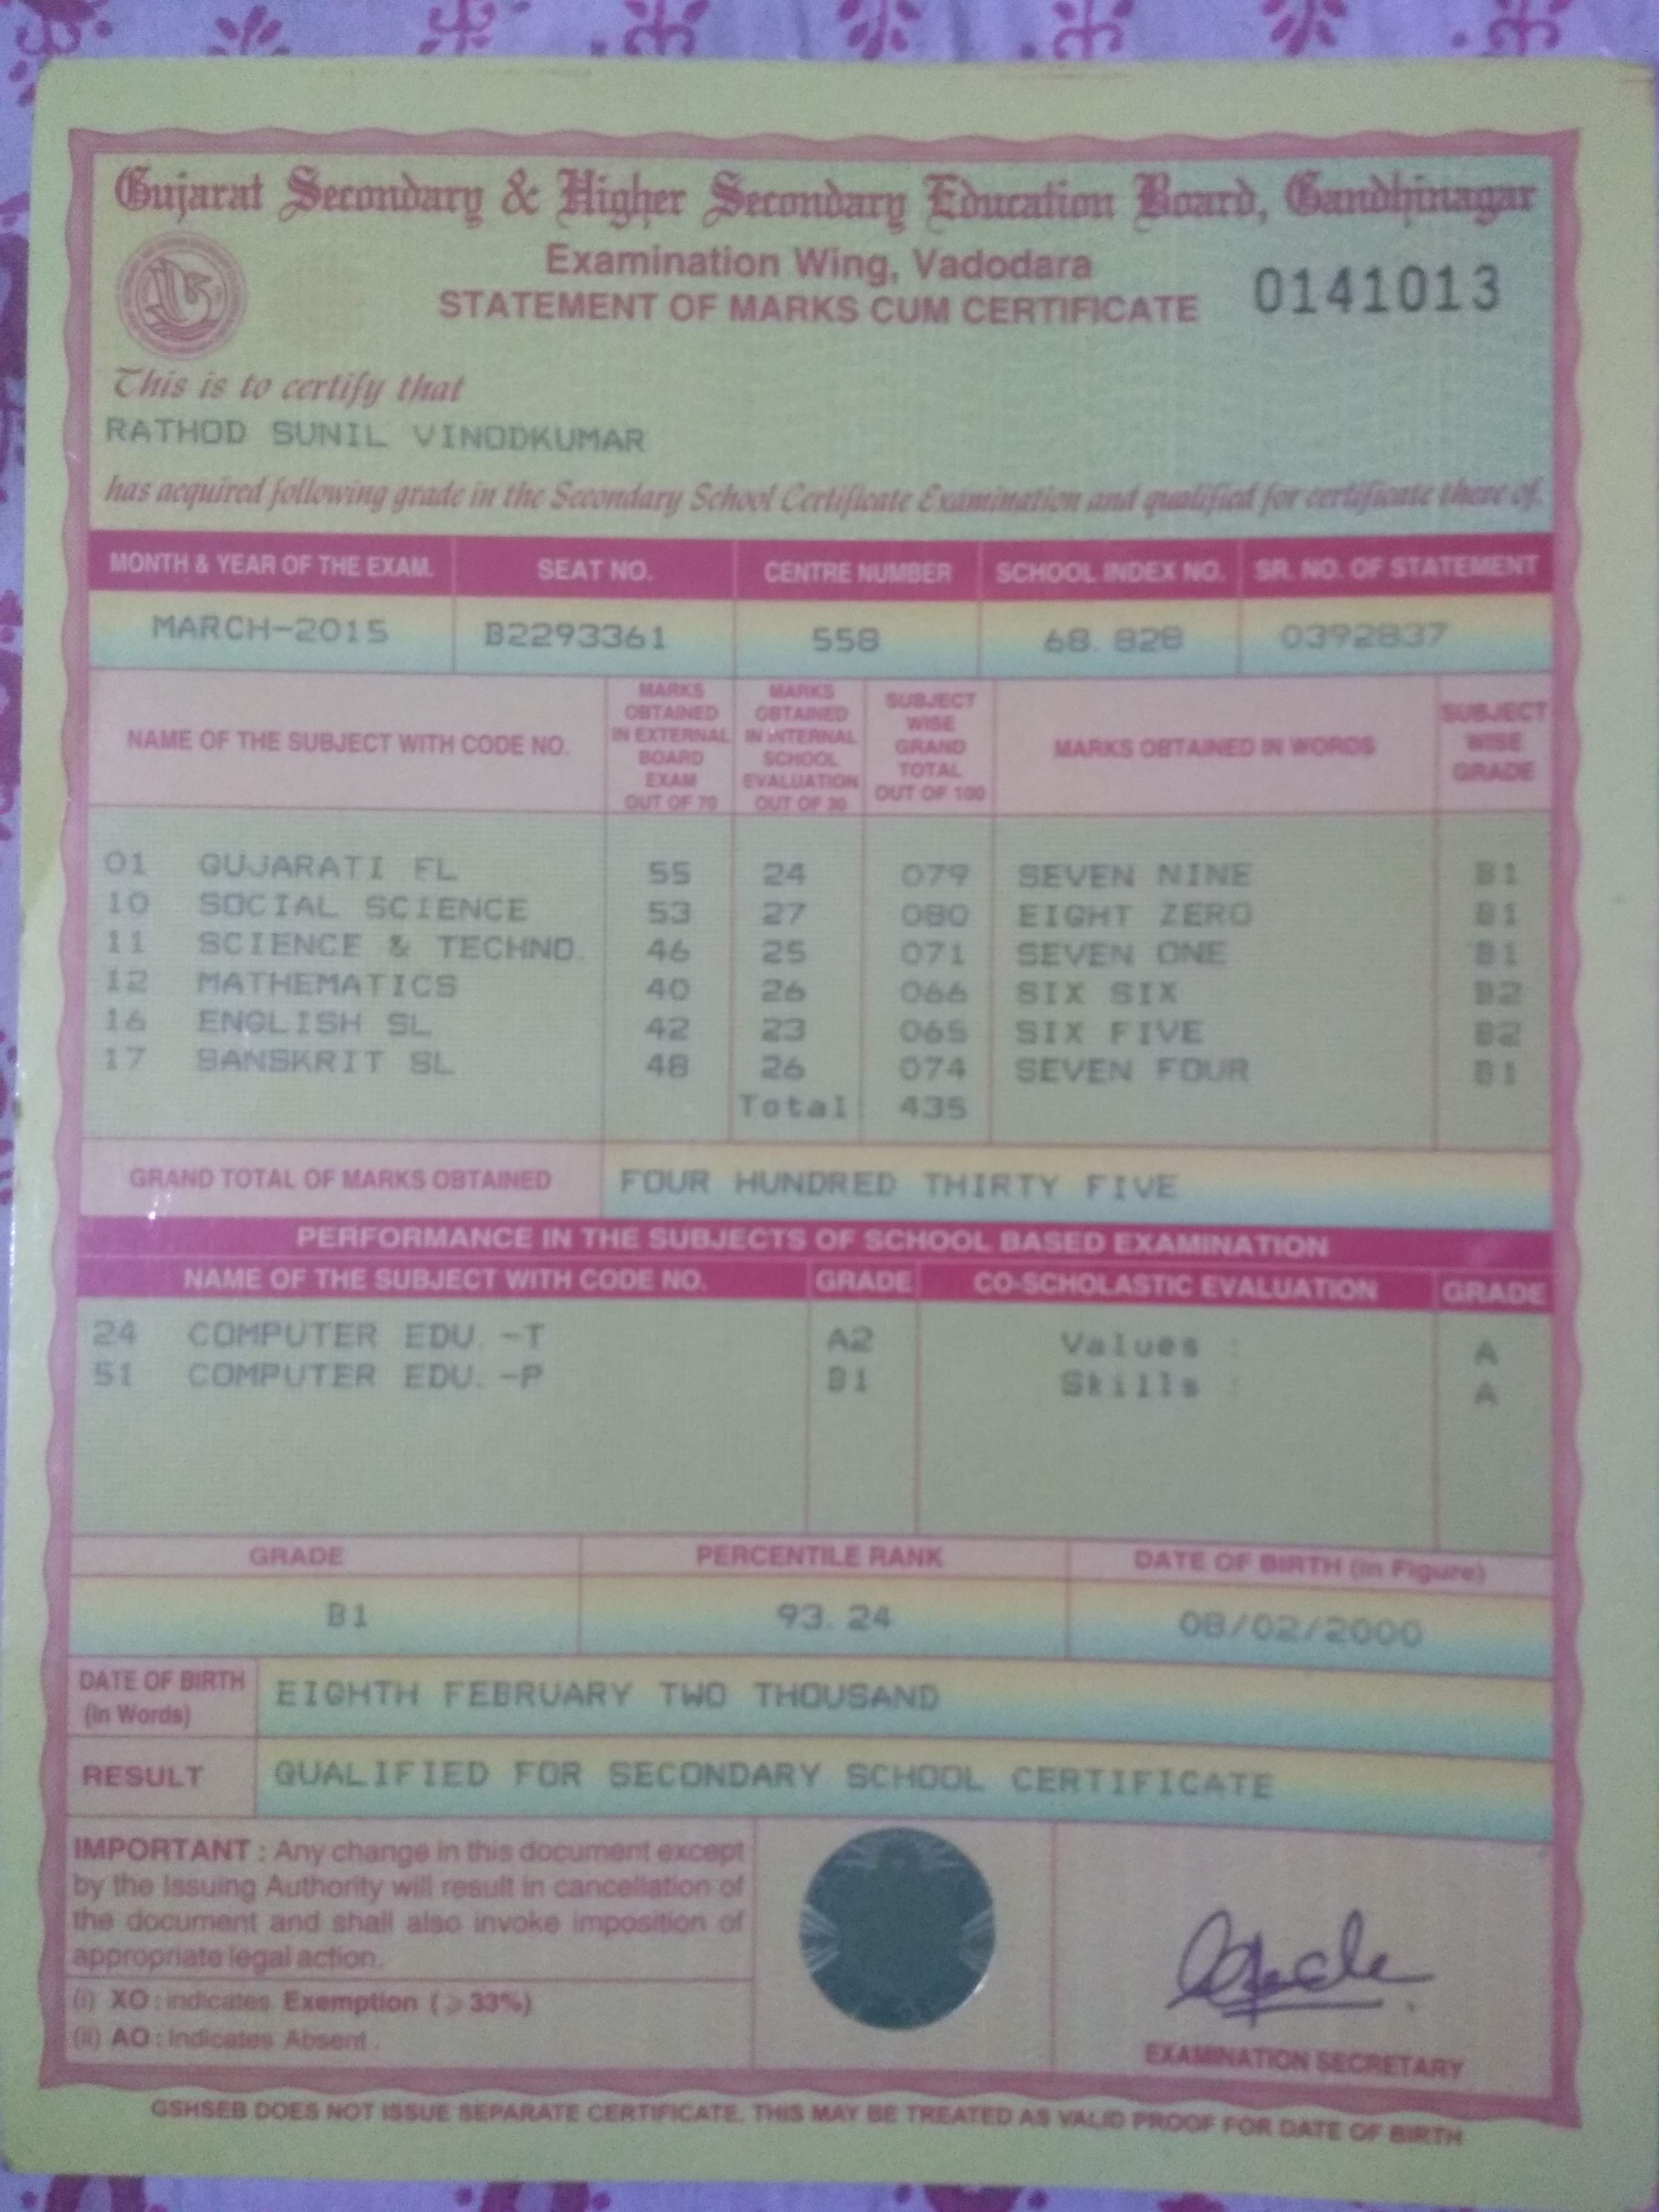 Gujarat Secondary & Higher Secondary Education Board, Gandhinagar
Examination Wing, Vadodara
STATEMENT OF MARKS CUM CERTIFICATE 0141013
This is to certify that
RATHOD SUNIL VINODKUMAR
has acquired following grade in the Secondary School Certificate Examination and qualified for certificate there of.
MONTH & YEAR OF THE EXAM. SEAT NO. CENTRE NUMBER SCHOOL INDEX NO. SR. NO. OF STATEMENT
MARCH-2015 B2293361 558 68.828 0392837
NAME OF THE SUBJECT WITH CODE NO. MARKS OBTAINED IN EXTERNAL BOARD EXAM OUT OF 70 MARKS OBTAINED IN INTERNAL SCHOOL EVALUATION OUT OF 30 SUBJECT WISE GRAND TOTAL OUT OF 100 MARKS OBTAINED IN WORDS SUBJECT WISE GRADE
01 GUJARATI FL 55 24 079 SEVEN NINE B1
10 SOCIAL SCIENCE 53 27 080 EIGHT ZERO B1
11 SCIENCE & TECHNO. 46 25 071 SEVEN ONE B1
12 MATHEMATICS 40 26 066 SIX SIX B2
16 ENGLISH SL 42 23 065 SIX FIVE B2
17 SANSKRIT SL 48 26 074 SEVEN FOUR B1
Total 435
GRAND TOTAL OF MARKS OBTAINED FOUR HUNDRED THIRTY FIVE
PERFORMANCE IN THE SUBJECTS OF SCHOOL BASED EXAMINATION
NAME OF THE SUBJECT WITH CODE NO. GRADE CO-SCHOLASTIC EVALUATION GRADE
24 COMPUTER EDU. -T A2 Values : A
51 COMPUTER EDU. -P B1 Skills : A
GRADE PERCENTILE RANK DATE OF BIRTH (in Figure)
B1 93.24 08/02/2000
DATE OF BIRTH (in Words) EIGHTH FEBRUARY TWO THOUSAND
RESULT QUALIFIED FOR SECONDARY SCHOOL CERTIFICATE
IMPORTANT : Any change in this document except
by the Issuing Authority will result in cancellation of
the document and shall also invoke imposition of
appropriate legal action.
(i) XO : indicates Exemption (⩾ 33%)
(ii) AO : Indicates Absent.
EXAMINATION SECRETARY
GSHSEB DOES NOT ISSUE SEPARATE CERTIFICATE. THIS MAY BE TREATED AS VALID PROOF FOR DATE OF BIRTH